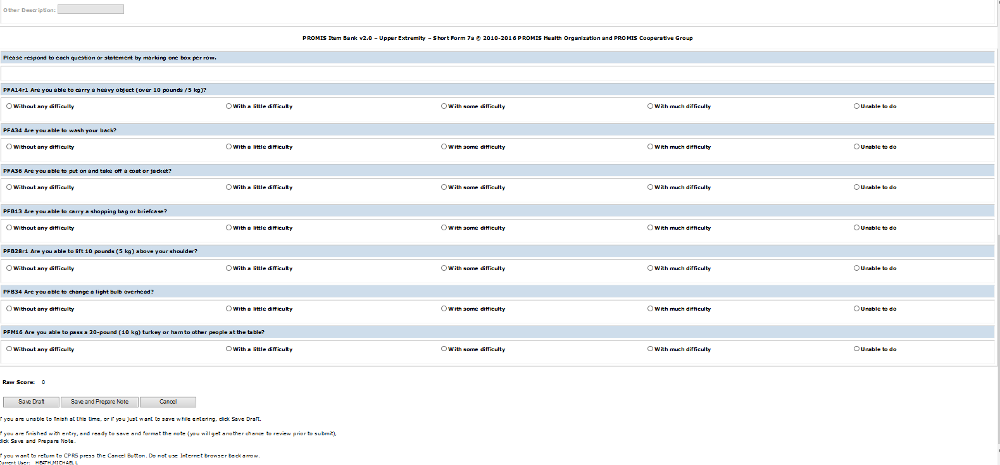 Other Description:
PROMIS Item Bank v2.0 – Upper Extremity – Short Form 7a © 2010-2016 PROMIS Health Organization and PROMIS Cooperative Group
Please respond to each question or statement by marking one box per row.
PFA14r1 Are you able to carry a heavy object (over 10 pounds /5 kg)?
Without any difficulty With a little difficulty With some difficulty With much difficulty Unable to do
PFA34 Are you able to wash your back?
Without any difficulty With a little difficulty With some difficulty With much difficulty Unable to do
PFA36 Are you able to put on and take off a coat or jacket?
Without any difficulty With a little difficulty With some difficulty With much difficulty Unable to do
PFB13 Are you able to carry a shopping bag or briefcase?
Without any difficulty With a little difficulty With some difficulty With much difficulty Unable to do
PFB28r1 Are you able to lift 10 pounds (5 kg) above your shoulder?
Without any difficulty With a little difficulty With some difficulty With much difficulty Unable to do
PFB34 Are you able to change a light bulb overhead?
Without any difficulty With a little difficulty With some difficulty With much difficulty Unable to do
PFM16 Are you able to pass a 20-pound (10 kg) turkey or ham to other people at the table?
Without any difficulty With a little difficulty With some difficulty With much difficulty Unable to do
Raw Score: 0
Save Draft Save and Prepare Note Cancel
f you are unable to finish at this time, or if you just want to save while entering, click Save Draft.
f you are finished with entry, and ready to save and format the note (you will get another chance to review prior to submit),
lick Save and Prepare Note.
f you want to return to CPRS press the Cancel Button. Do not use Internet browser back arrow.
Current User: HEATH,MICHAEL L